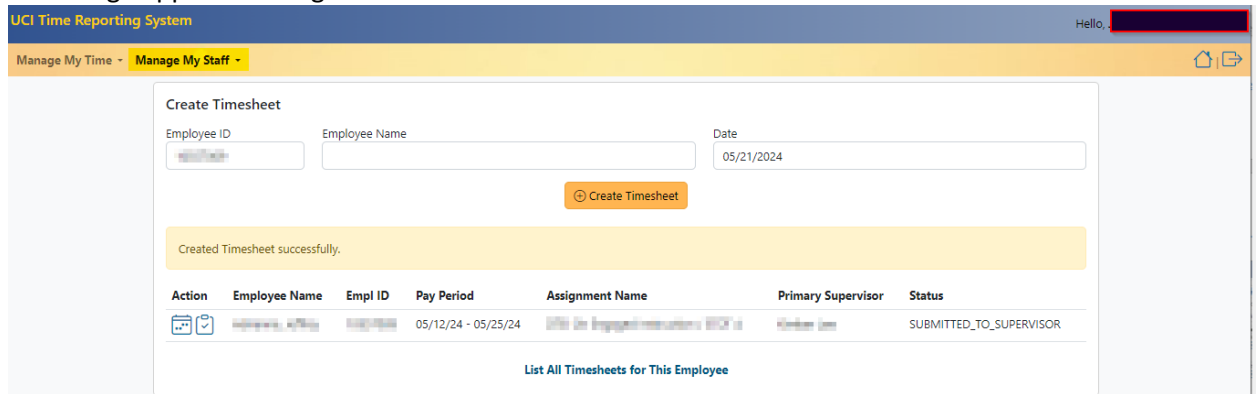 UCI Time Reporting System
Hello,
Manage My Time Manage My Staff
Create Timesheet
Employee ID Employee Name Date
05/21/2024
Create Timesheet
Created Timesheet successfully.
Action Employee Name Empl ID Pay Period Assignment Name Primary Supervisor Status
05/12/24 - 05/25/24 SUBMITTED_TO_SUPERVISOR
List All Timesheets for This Employee